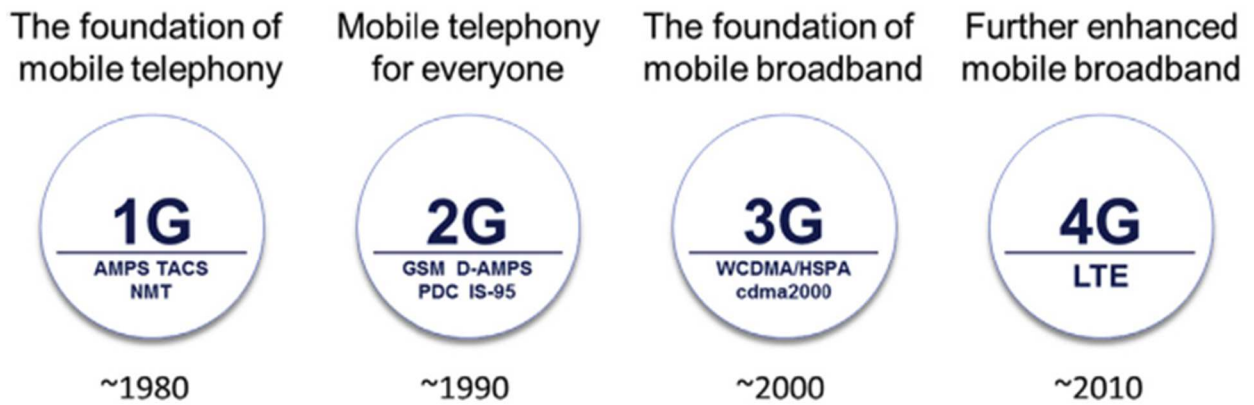 The foundation of
mobile telephony
1G
AMPS TACS
NMT
~1980
Mobile telephony
for everyone
2G
GSM D-AMPS
PDC IS-95
~1990
The foundation of
mobile broadband
3G
WCDMA/HSPA
cdma2000
~2000
Further enhanced
mobile broadband
4G
LTE
~2010